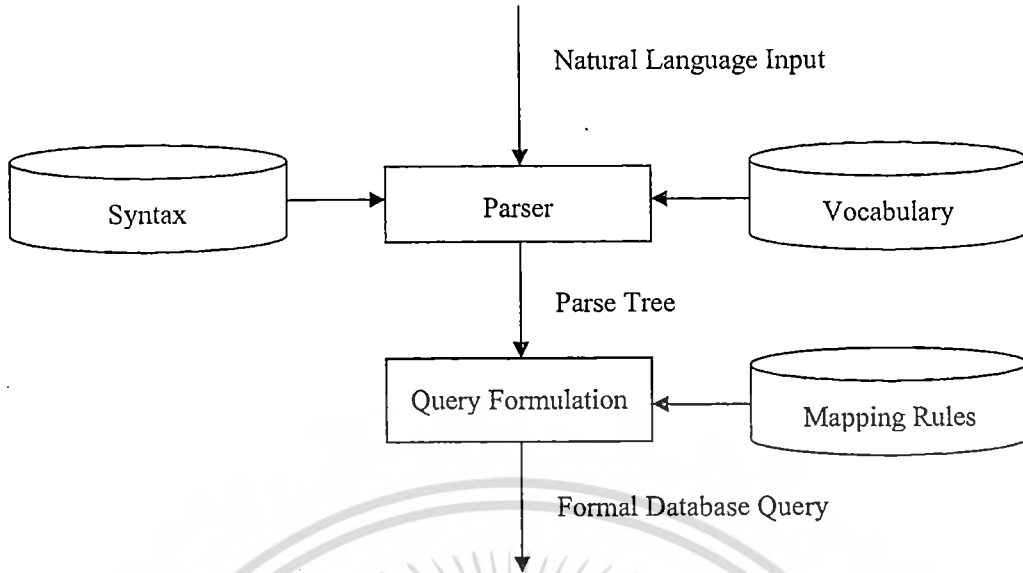 Natural Language Input
Syntax
Parser
Vocabulary
Parse Tree
Query Formulation
Mapping Rules
Formal Database Query